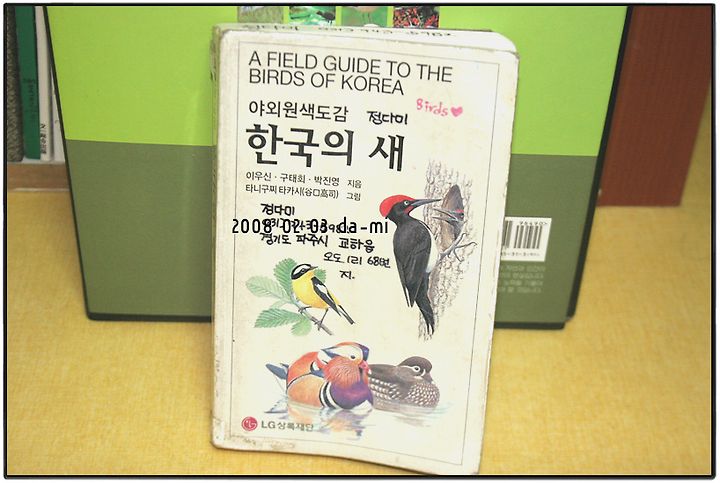 A FIELD GUIDE TO THE
BIRDS OF KOREA
Birds
야외원색도감 정다미
한국의 새
이우신 · 구태회 · 박진영 지음
타니구찌 타카시(谷口高司) 그림
정다미
2008 02 03 da-mi
경기도 파주시 교하읍
오도 1리 68번
지.
LG상록재단